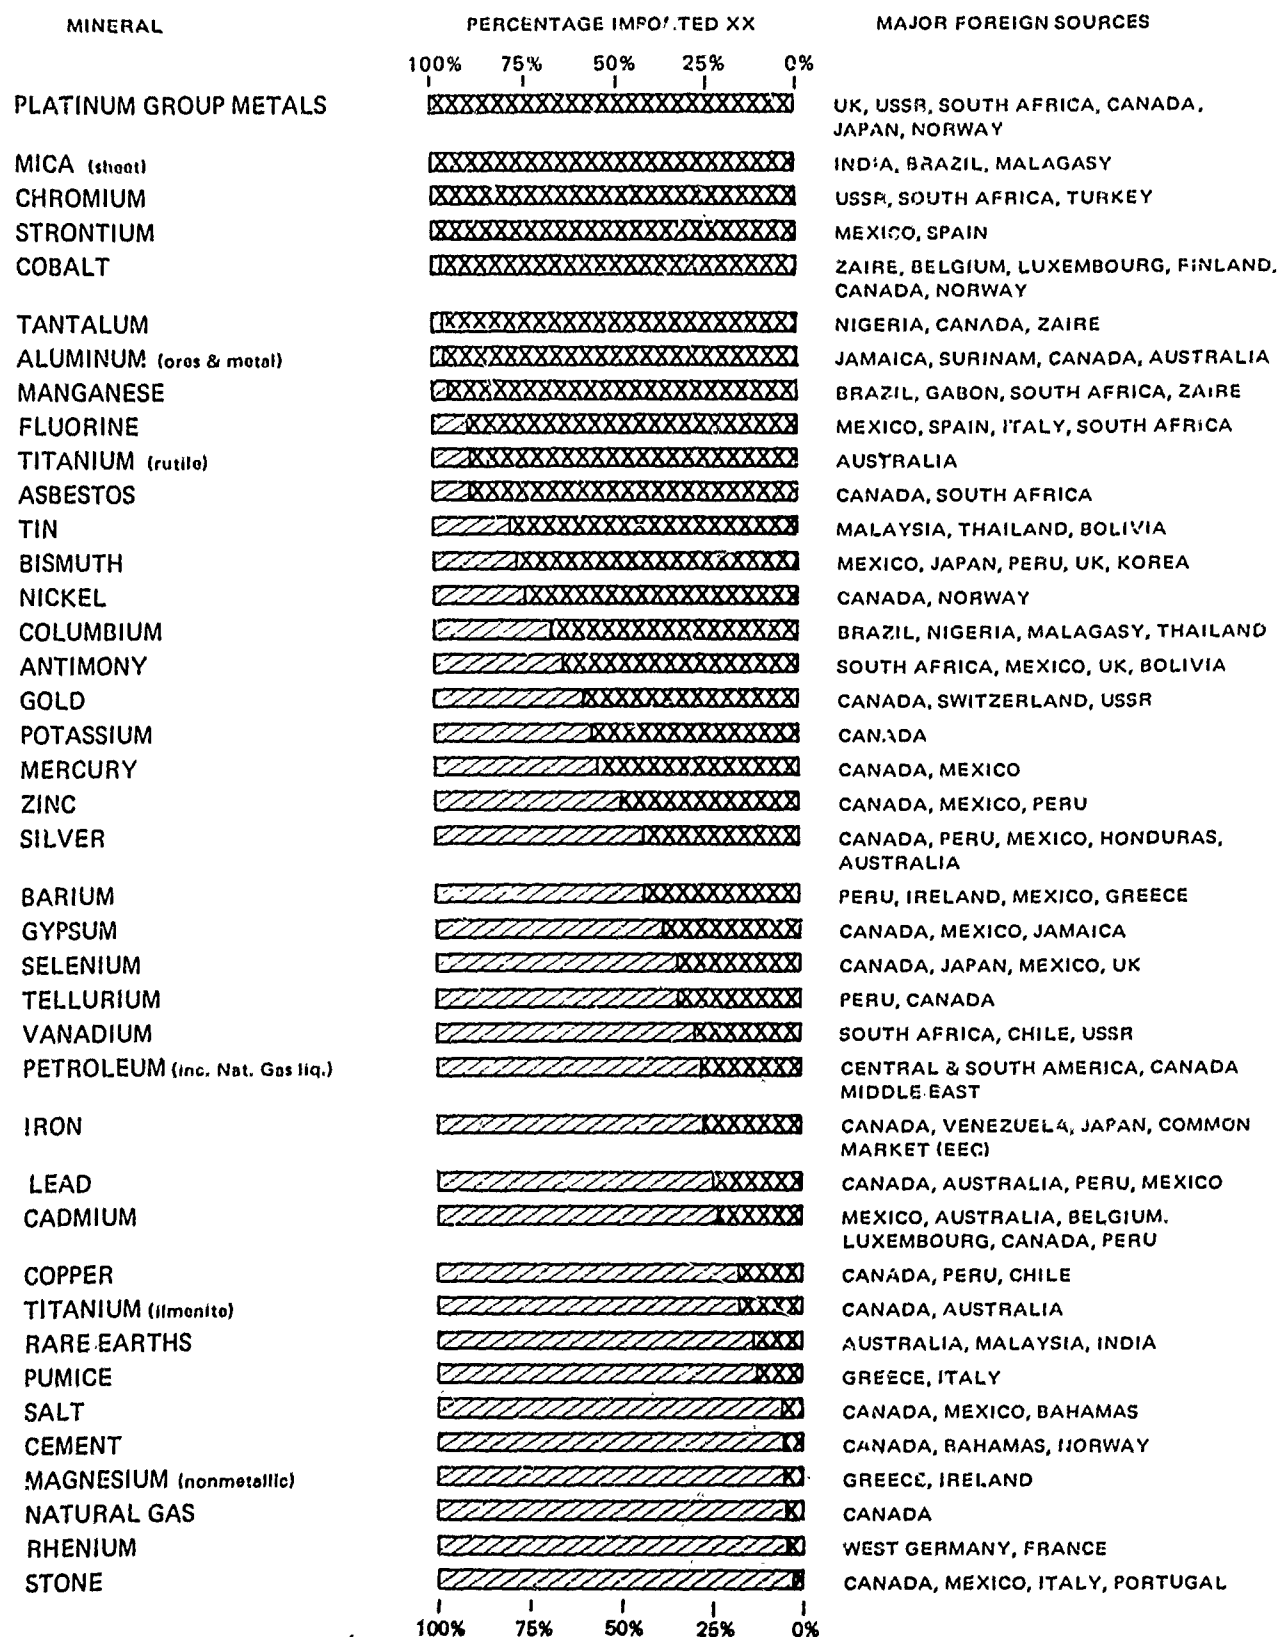 MINERAL PERCENTAGE IMPORTED XX MAJOR FOREIGN SOURCES
100% 75% 50% 25% 0%
PLATINUM GROUP METALS UK, USSR, SOUTH AFRICA, CANADA,
JAPAN, NORWAY
MICA (sheet) INDIA, BRAZIL, MALAGASY
CHROMIUM USSR, SOUTH AFRICA, TURKEY
STRONTIUM MEXICO, SPAIN
COBALT ZAIRE, BELGIUM, LUXEMBOURG, FINLAND,
CANADA, NORWAY
TANTALUM NIGERIA, CANADA, ZAIRE
ALUMINUM (ores & metal) JAMAICA, SURINAM, CANADA, AUSTRALIA
MANGANESE BRAZIL, GABON, SOUTH AFRICA, ZAIRE
FLUORINE MEXICO, SPAIN, ITALY, SOUTH AFRICA
TITANIUM (rutile) AUSTRALIA
ASBESTOS CANADA, SOUTH AFRICA
TIN MALAYSIA, THAILAND, BOLIVIA
BISMUTH MEXICO, JAPAN, PERU, UK, KOREA
NICKEL CANADA, NORWAY
COLUMBIUM BRAZIL, NIGERIA, MALAGASY, THAILAND
ANTIMONY SOUTH AFRICA, MEXICO, UK, BOLIVIA
GOLD CANADA, SWITZERLAND, USSR
POTASSIUM CANADA
MERCURY CANADA, MEXICO
ZINC CANADA, MEXICO, PERU
SILVER CANADA, PERU, MEXICO, HONDURAS,
AUSTRALIA
BARIUM PERU, IRELAND, MEXICO, GREECE
GYPSUM CANADA, MEXICO, JAMAICA
SELENIUM CANADA, JAPAN, MEXICO, UK
TELLURIUM PERU, CANADA
VANADIUM SOUTH AFRICA, CHILE, USSR
PETROLEUM (inc. Nat. Gas liq.) CENTRAL & SOUTH AMERICA, CANADA
MIDDLE EAST
IRON CANADA, VENEZUELA, JAPAN, COMMON
MARKET (EEC)
LEAD CANADA, AUSTRALIA, PERU, MEXICO
CADMIUM MEXICO, AUSTRALIA, BELGIUM,
LUXEMBOURG, CANADA, PERU
COPPER CANADA, PERU, CHILE
TITANIUM (ilmenite) CANADA, AUSTRALIA
RARE EARTHS AUSTRALIA, MALAYSIA, INDIA
PUMICE GREECE, ITALY
SALT CANADA, MEXICO, BAHAMAS
CEMENT CANADA, BAHAMAS, NORWAY
MAGNESIUM (nonmetallic) GREECE, IRELAND
NATURAL GAS CANADA
RHENIUM WEST GERMANY, FRANCE
STONE CANADA, MEXICO, ITALY, PORTUGAL
100% 75% 50% 25% 0%